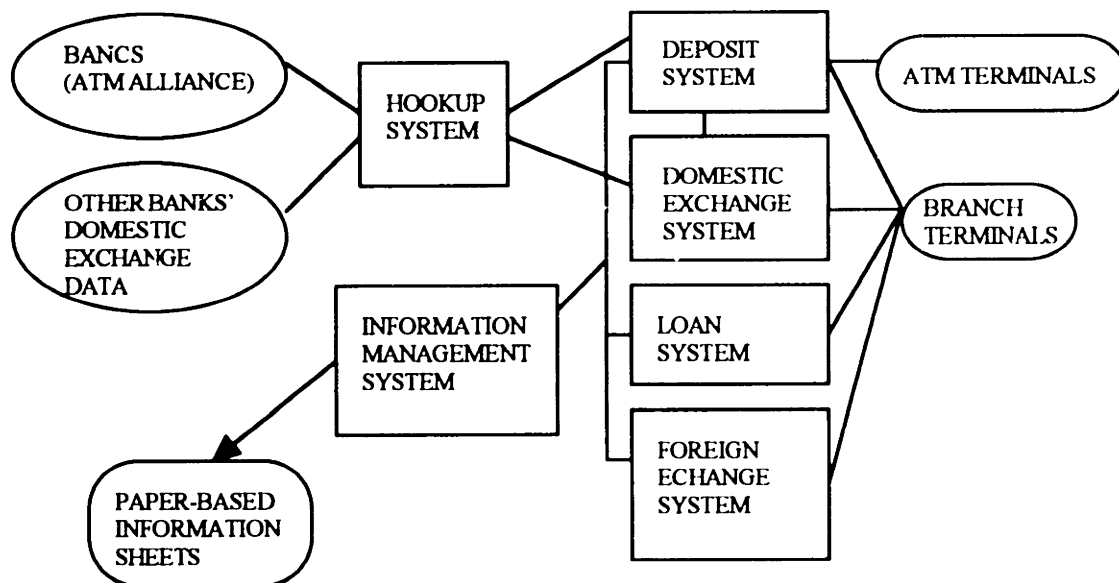 BANCS
(ATM ALLIANCE)
HOOKUP
SYSTEM
DEPOSIT
SYSTEM
ATM TERMINALS
OTHER BANKS'
DOMESTIC
EXCHANGE
DATA
DOMESTIC
EXCHANGE
SYSTEM
BRANCH
TERMINALS
INFORMATION
MANAGEMENT
SYSTEM
LOAN
SYSTEM
FOREIGN
ECHANGE
SYSTEM
PAPER-BASED
INFORMATION
SHEETS